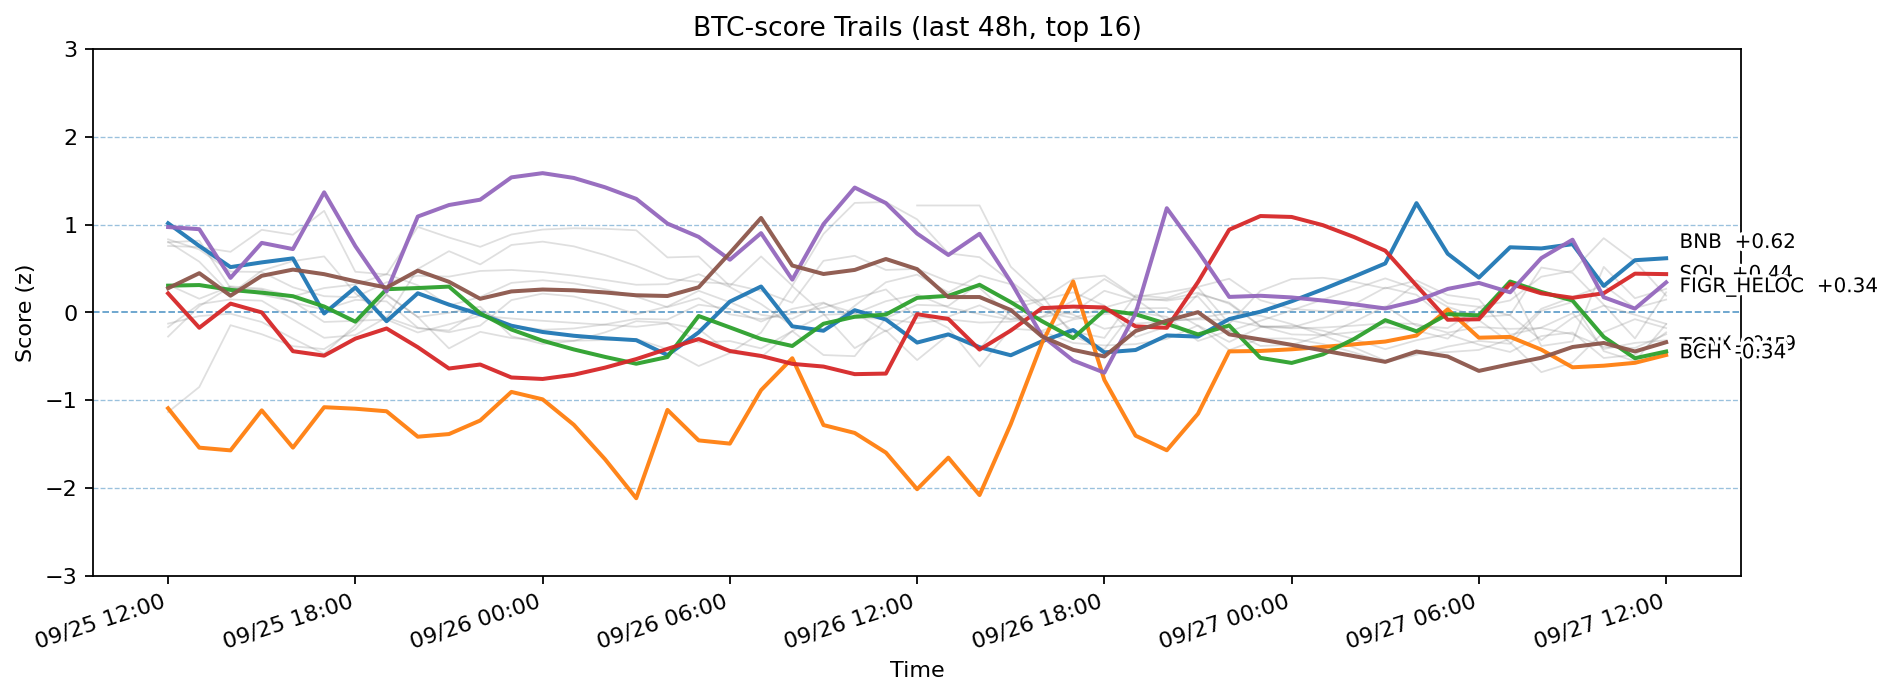 BTC-score Trails (last 48h, top 16)
3
2
1
0
−1
−2
−3
Score (z)
BNB +0.62
SOL +0.44
FIGR_HELOC +0.34
BCH -0.34
09/25 12:00
09/25 18:00
09/26 00:00
09/26 06:00
09/26 12:00
09/26 18:00
09/27 00:00
09/27 06:00
09/27 12:00
Time